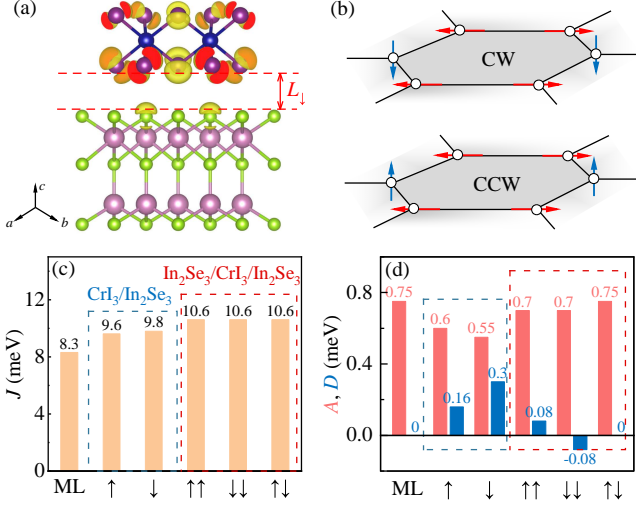 (a)
L↓
c
a
b
(b)
CW
CCW
(c)
In₂Se₃/CrI₃/In₂Se₃
CrI₃/In₂Se₃
J (meV)
12
8
4
0
8.3
9.6
9.8
10.6
10.6
10.6
ML
↑
↓
↑↑
↓↓
↑↓
(d)
A, D (meV)
0.8
0.4
0.0
0.75
0
0.6
0.16
0.55
0.3
0.7
0.08
0.7
-0.08
0.75
0
ML
↑
↓
↑↑
↓↓
↑↓